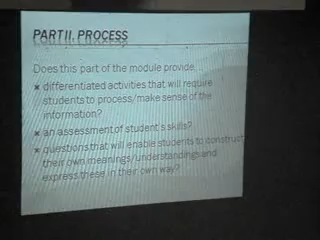 PART II. PROCESS
Does this part of the module provide...
× differentiated activities that will require
students to process/make sense of the
information?
× an assessment of student's skills?
× questions that will enable students to construct
their own meanings/understandings and
express these in their own way?